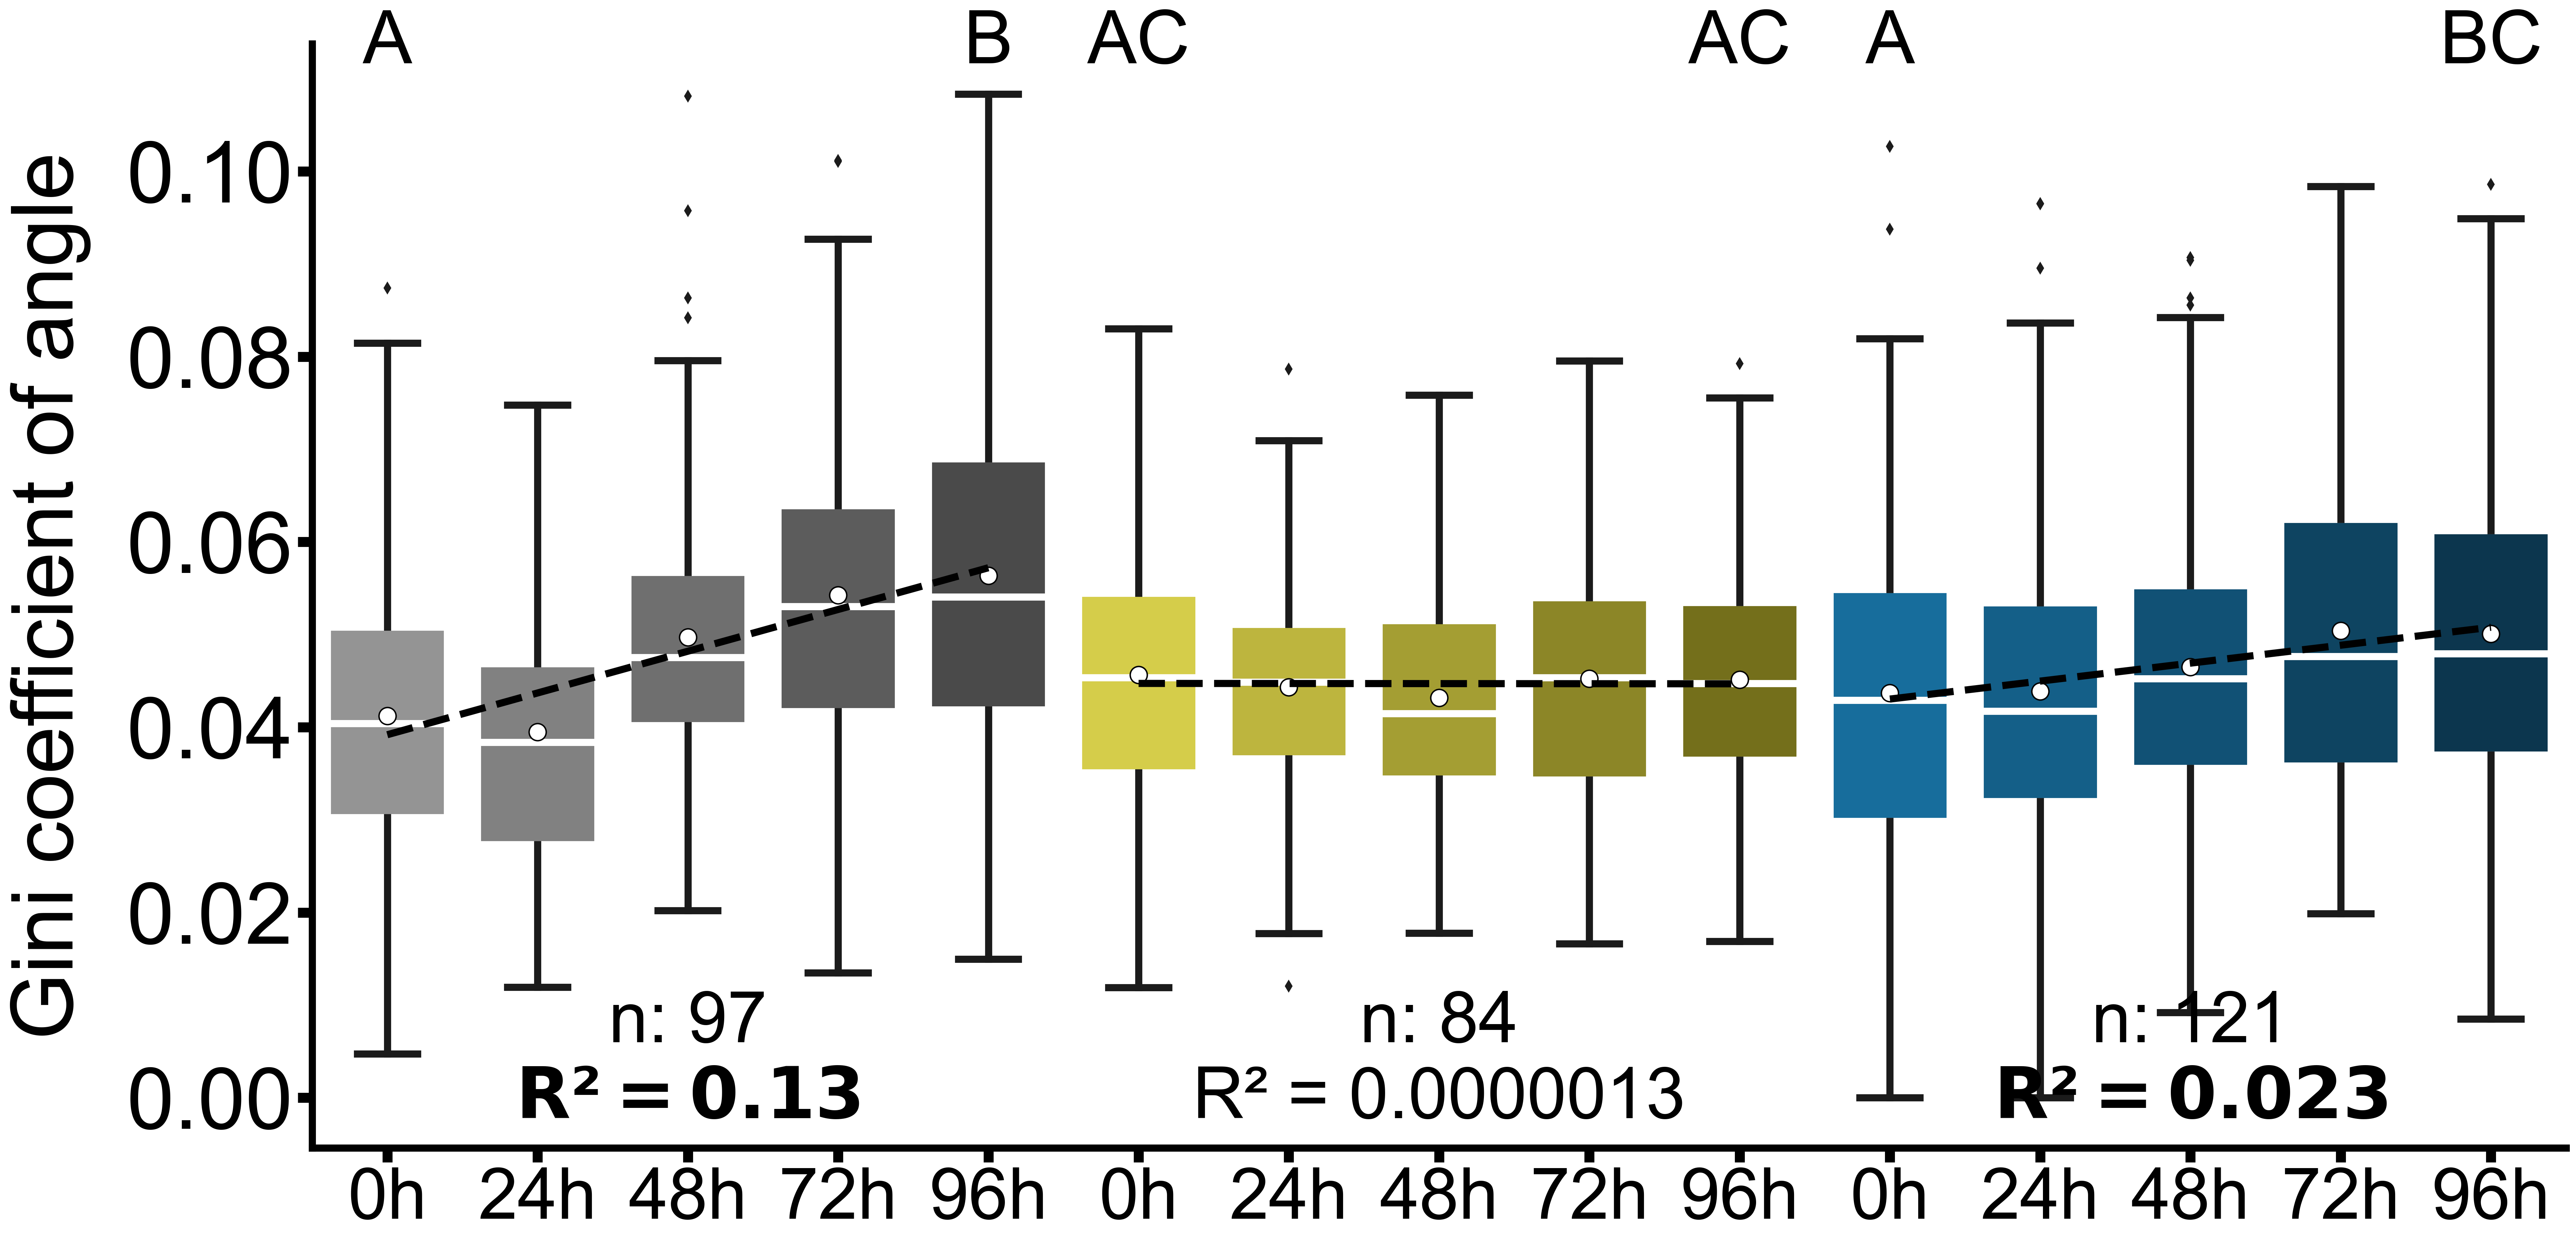 A B AC AC A BC
Gini coefficient of angle
0.10
0.08
0.06
0.04
0.02
0.00
n: 97 n: 84 n: 121
R² = 0.13 R² = 0.0000013 R² = 0.023
0h 24h 48h 72h 96h 0h 24h 48h 72h 96h 0h 24h 48h 72h 96h